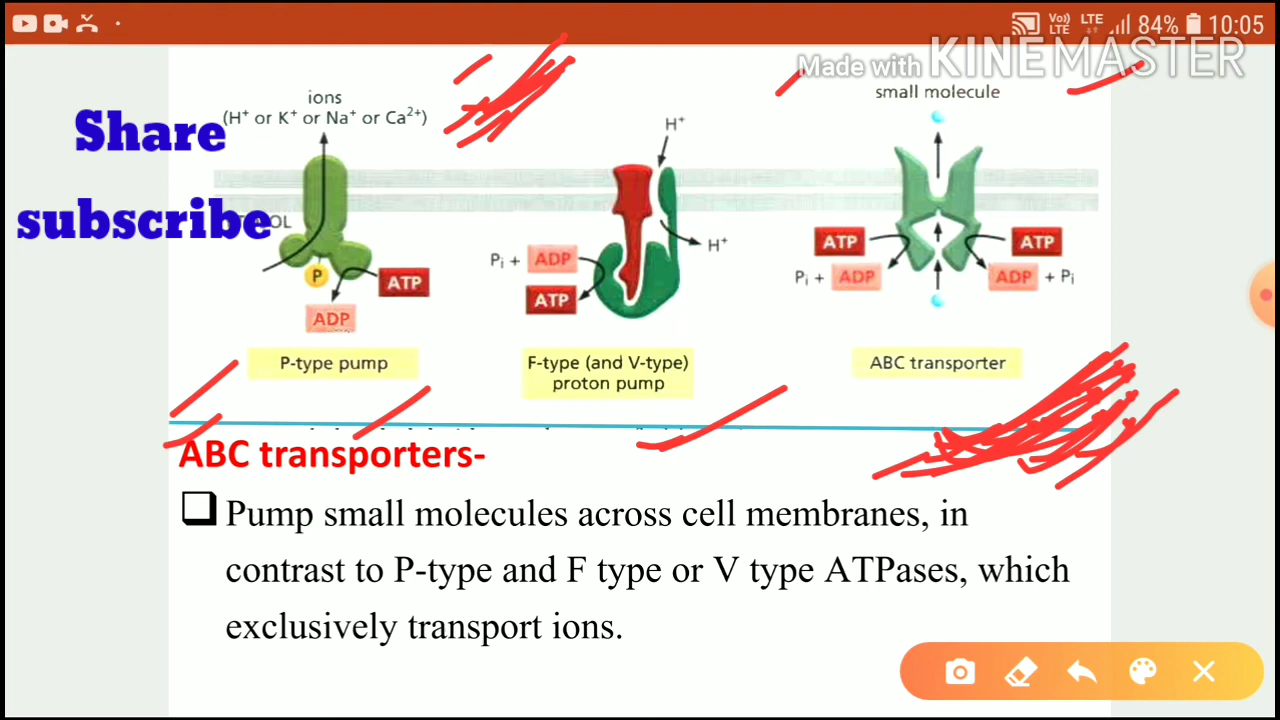 Vo))
LTE
LTE
84%
10:05
Made with KINEMASTER
Share
subscribe
ions
(H⁺ or K⁺ or Na⁺ or Ca²⁺)
P
ATP
ADP
P-type pump
H⁺
H⁺
Pᵢ + ADP
ATP
F-type (and V-type)
proton pump
small molecule
ATP
Pᵢ + ADP
ATP
ADP + Pᵢ
ABC transporter
ABC transporters-
Pump small molecules across cell membranes, in
contrast to P-type and F type or V type ATPases, which
exclusively transport ions.